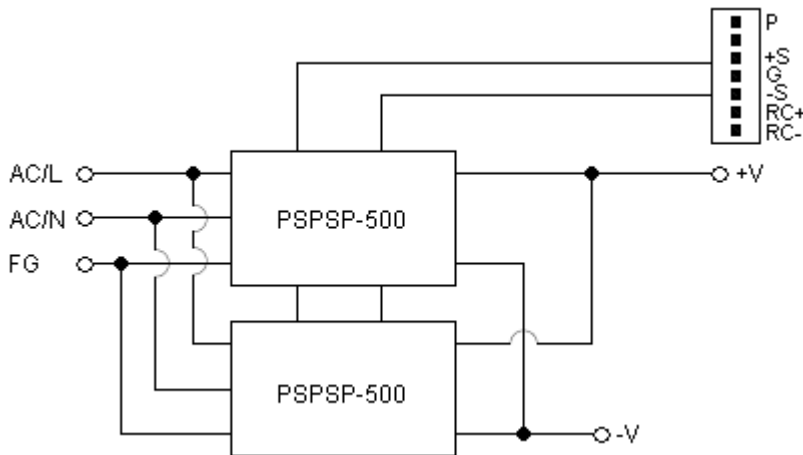 P
+S
G
-S
RC+
RC-
AC/L
+V
AC/N
PSPSP-500
FG
PSPSP-500
-V